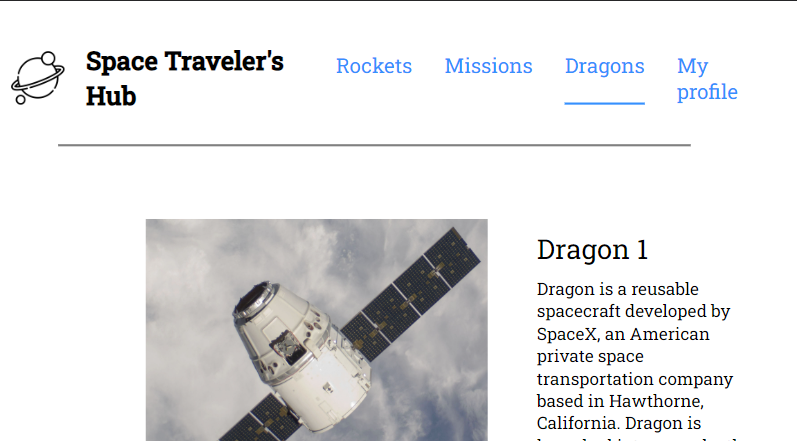 Space Traveler's
Hub
Rockets
Missions
Dragons
My
profile
Dragon 1
Dragon is a reusable
spacecraft developed by
SpaceX, an American
private space
transportation company
based in Hawthorne,
California. Dragon is